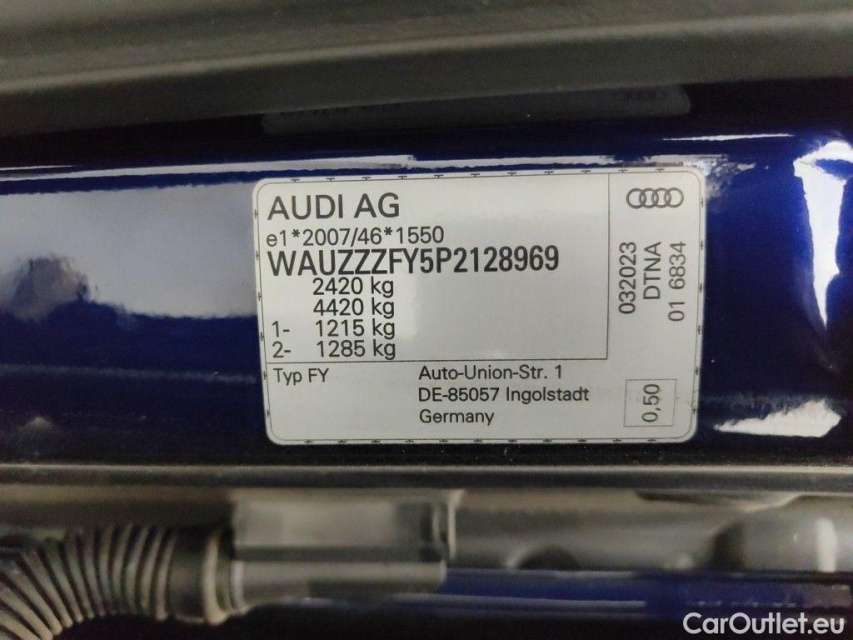 AUDI AG
e1*2007/46*1550
WAUZZZFY5P2128969
2420 kg
4420 kg
1- 1215 kg
2- 1285 kg
Typ FY
Auto-Union-Str. 1
DE-85057 Ingolstadt
Germany
032023
DTNA
01 6834
0,50
CarOutlet.eu